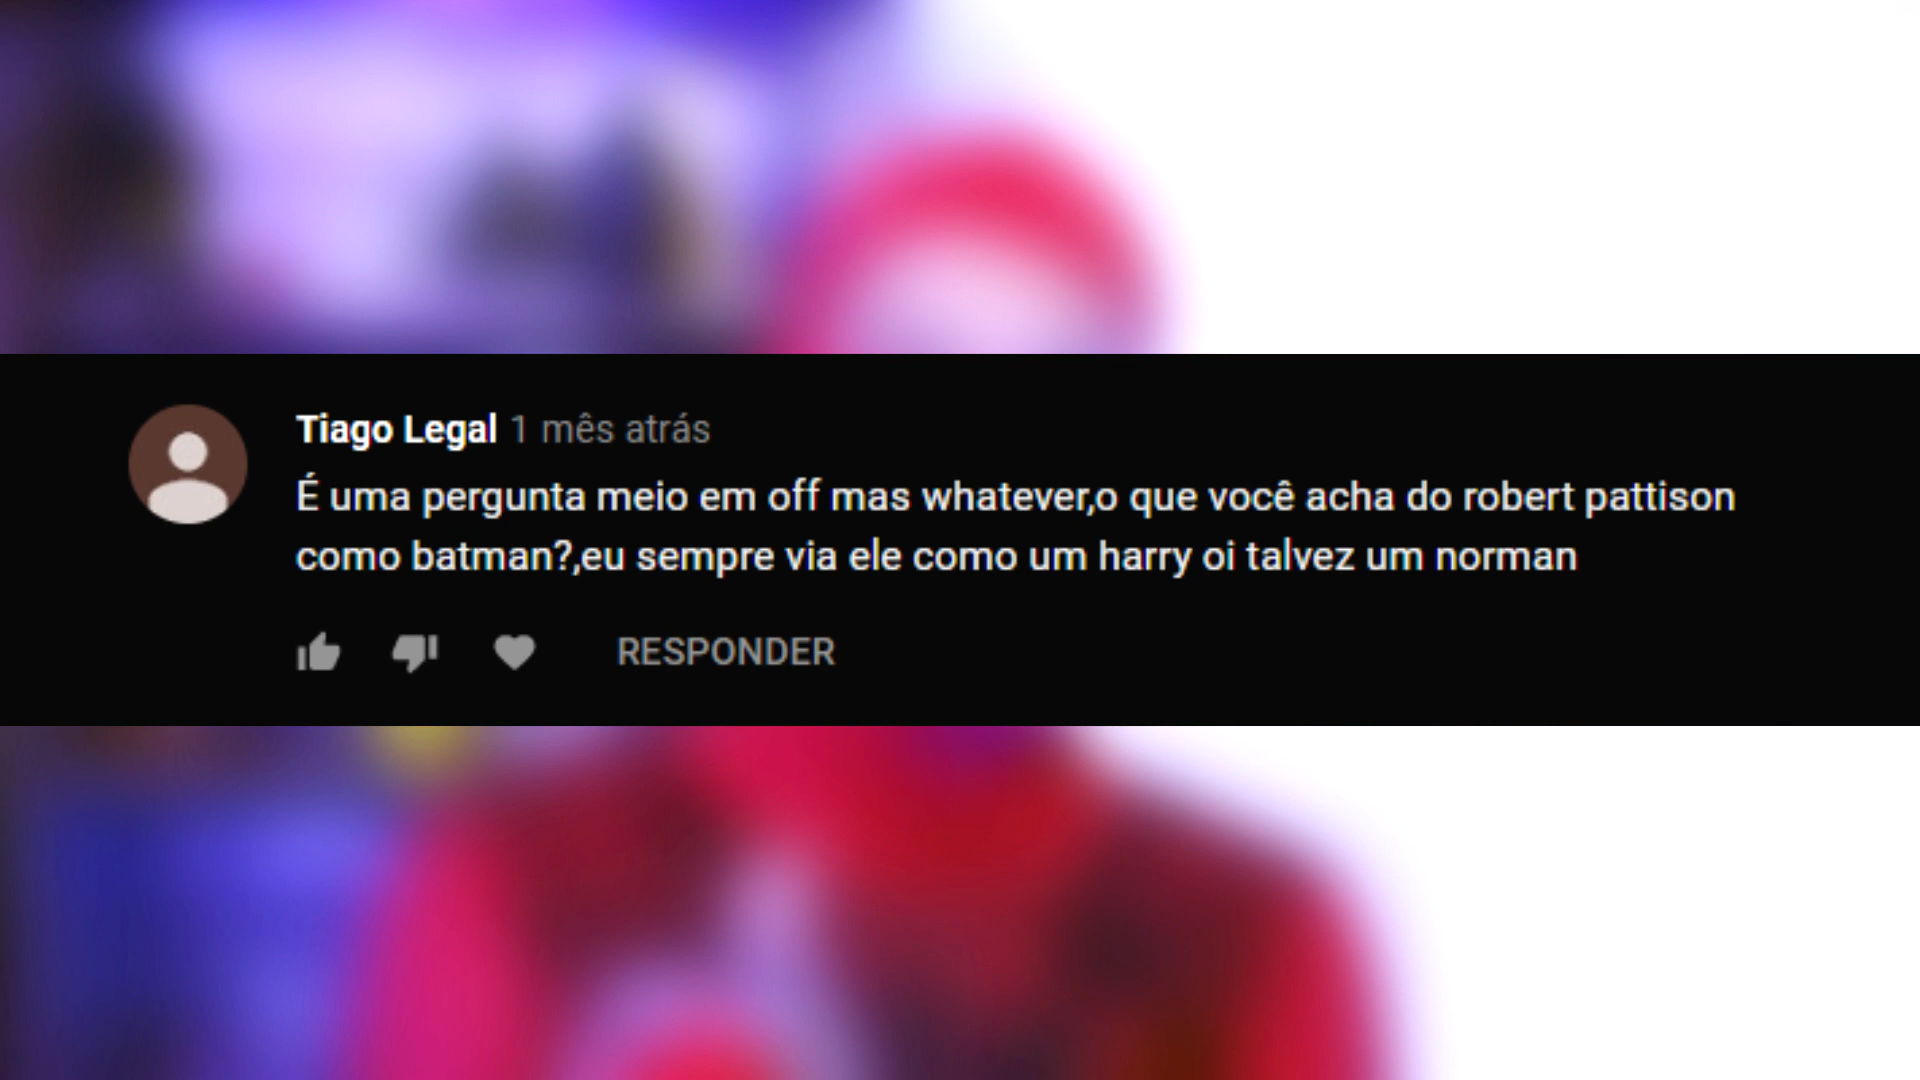 Tiago Legal 1 mês atrás
É uma pergunta meio em off mas whatever,o que você acha do robert pattison
como batman?,eu sempre via ele como um harry oi talvez um norman
RESPONDER